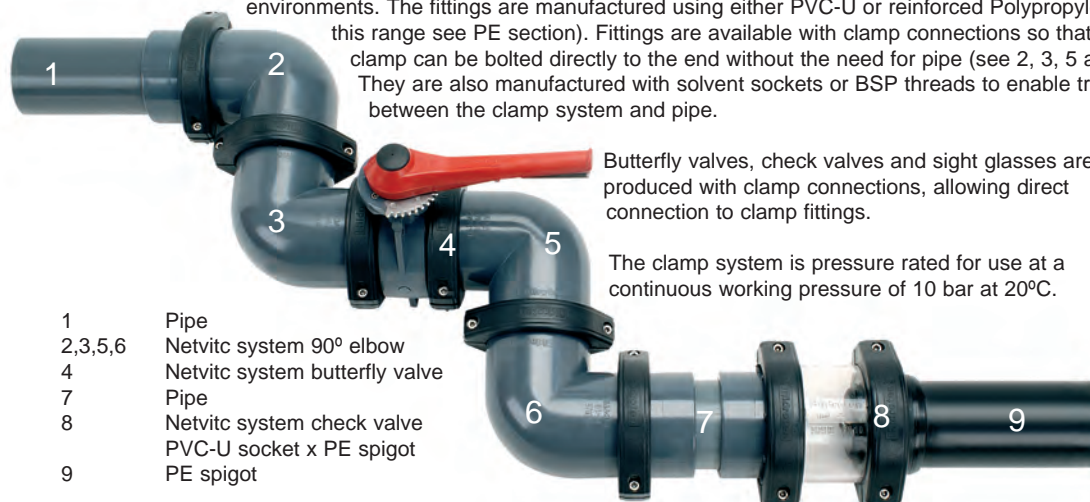 environments. The fittings are manufactured using either PVC-U or reinforced
this range see PE section). Fittings are available with clamp connections so that
clamp can be bolted directly to the end without the need for pipe (see 2, 3, 5
They are also manufactured with solvent sockets or BSP threads to enable
between the clamp system and pipe.
Butterfly valves, check valves and sight glasses are
produced with clamp connections, allowing direct
connection to clamp fittings.
The clamp system is pressure rated for use at a
continuous working pressure of 10 bar at 20ºC.
1
2
3
4
5
6
7
8
9
1 Pipe
2,3,5,6 Netvitc system 90º elbow
4 Netvitc system butterfly valve
7 Pipe
8 Netvitc system check valve
PVC-U socket x PE spigot
9 PE spigot